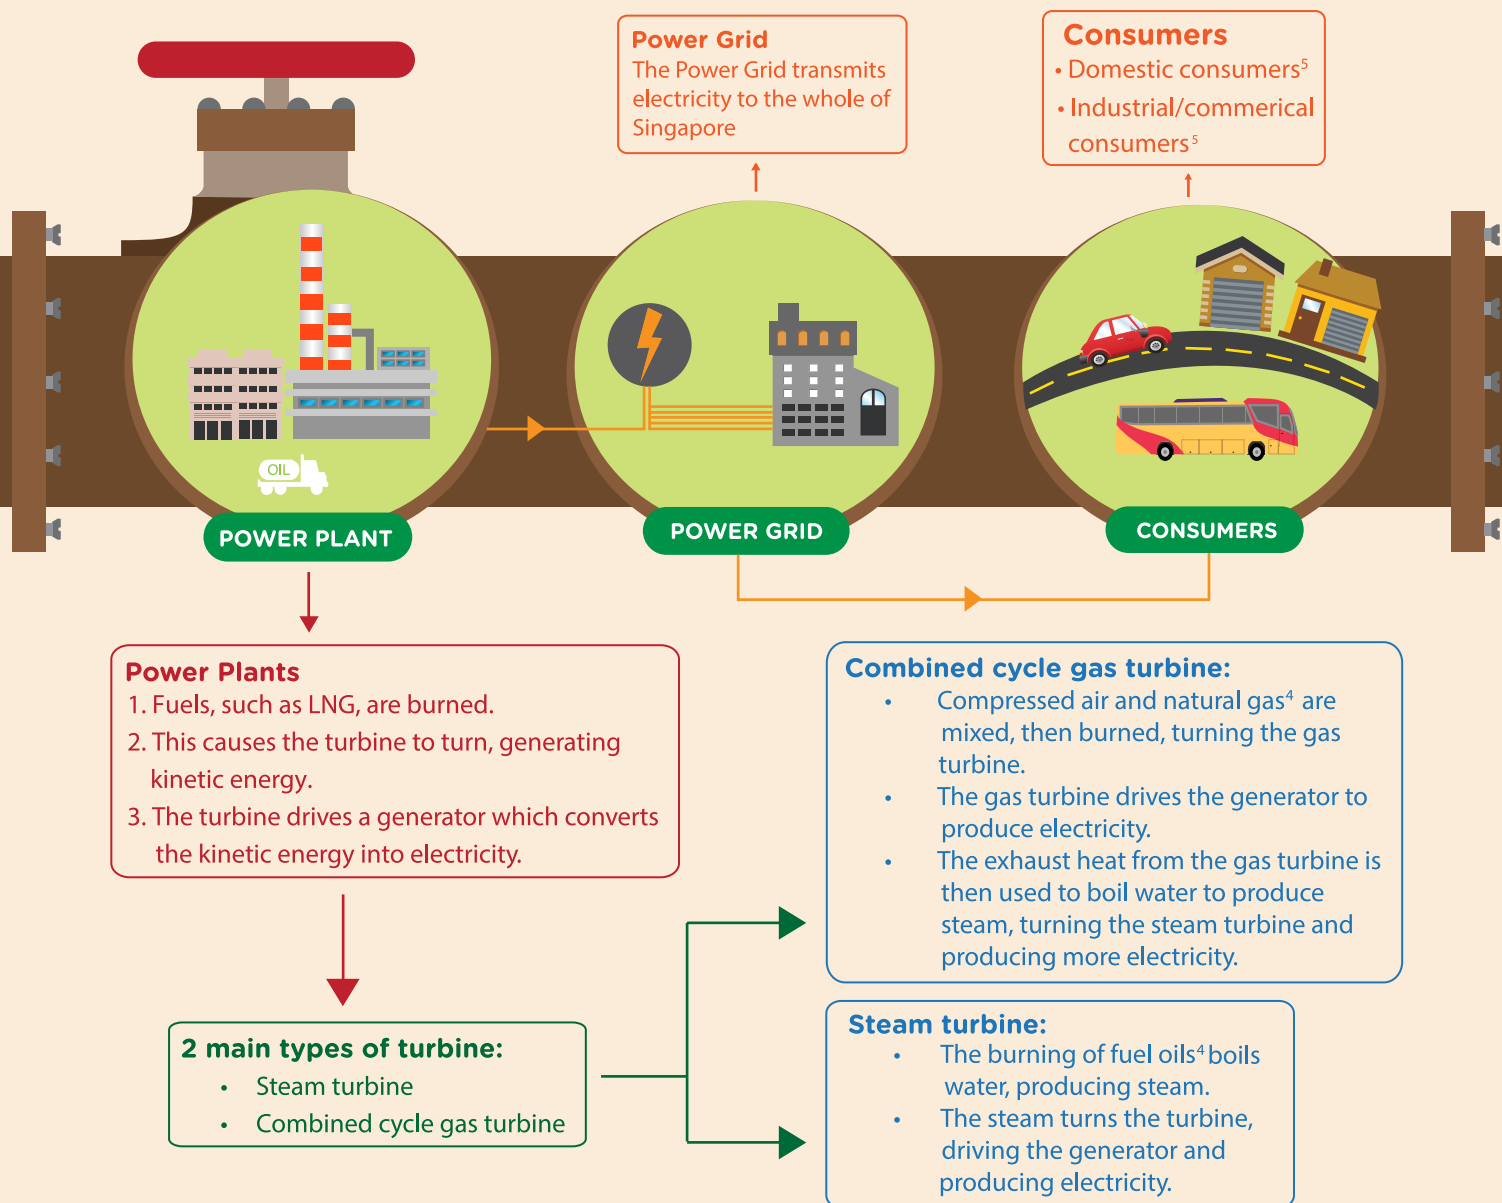 Power Grid
The Power Grid transmits
electricity to the whole of
Singapore
Consumers
• Domestic consumers⁵
• Industrial/commerical
consumers⁵
OIL
POWER PLANT
POWER GRID
CONSUMERS
Power Plants
1. Fuels, such as LNG, are burned.
2. This causes the turbine to turn, generating
kinetic energy.
3. The turbine drives a generator which converts
the kinetic energy into electricity.
2 main types of turbine:
• Steam turbine
• Combined cycle gas turbine
Combined cycle gas turbine:
• Compressed air and natural gas⁴ are
mixed, then burned, turning the gas
turbine.
• The gas turbine drives the generator to
produce electricity.
• The exhaust heat from the gas turbine is
then used to boil water to produce
steam, turning the steam turbine and
producing more electricity.
Steam turbine:
• The burning of fuel oils⁴ boils
water, producing steam.
• The steam turns the turbine,
driving the generator and
producing electricity.